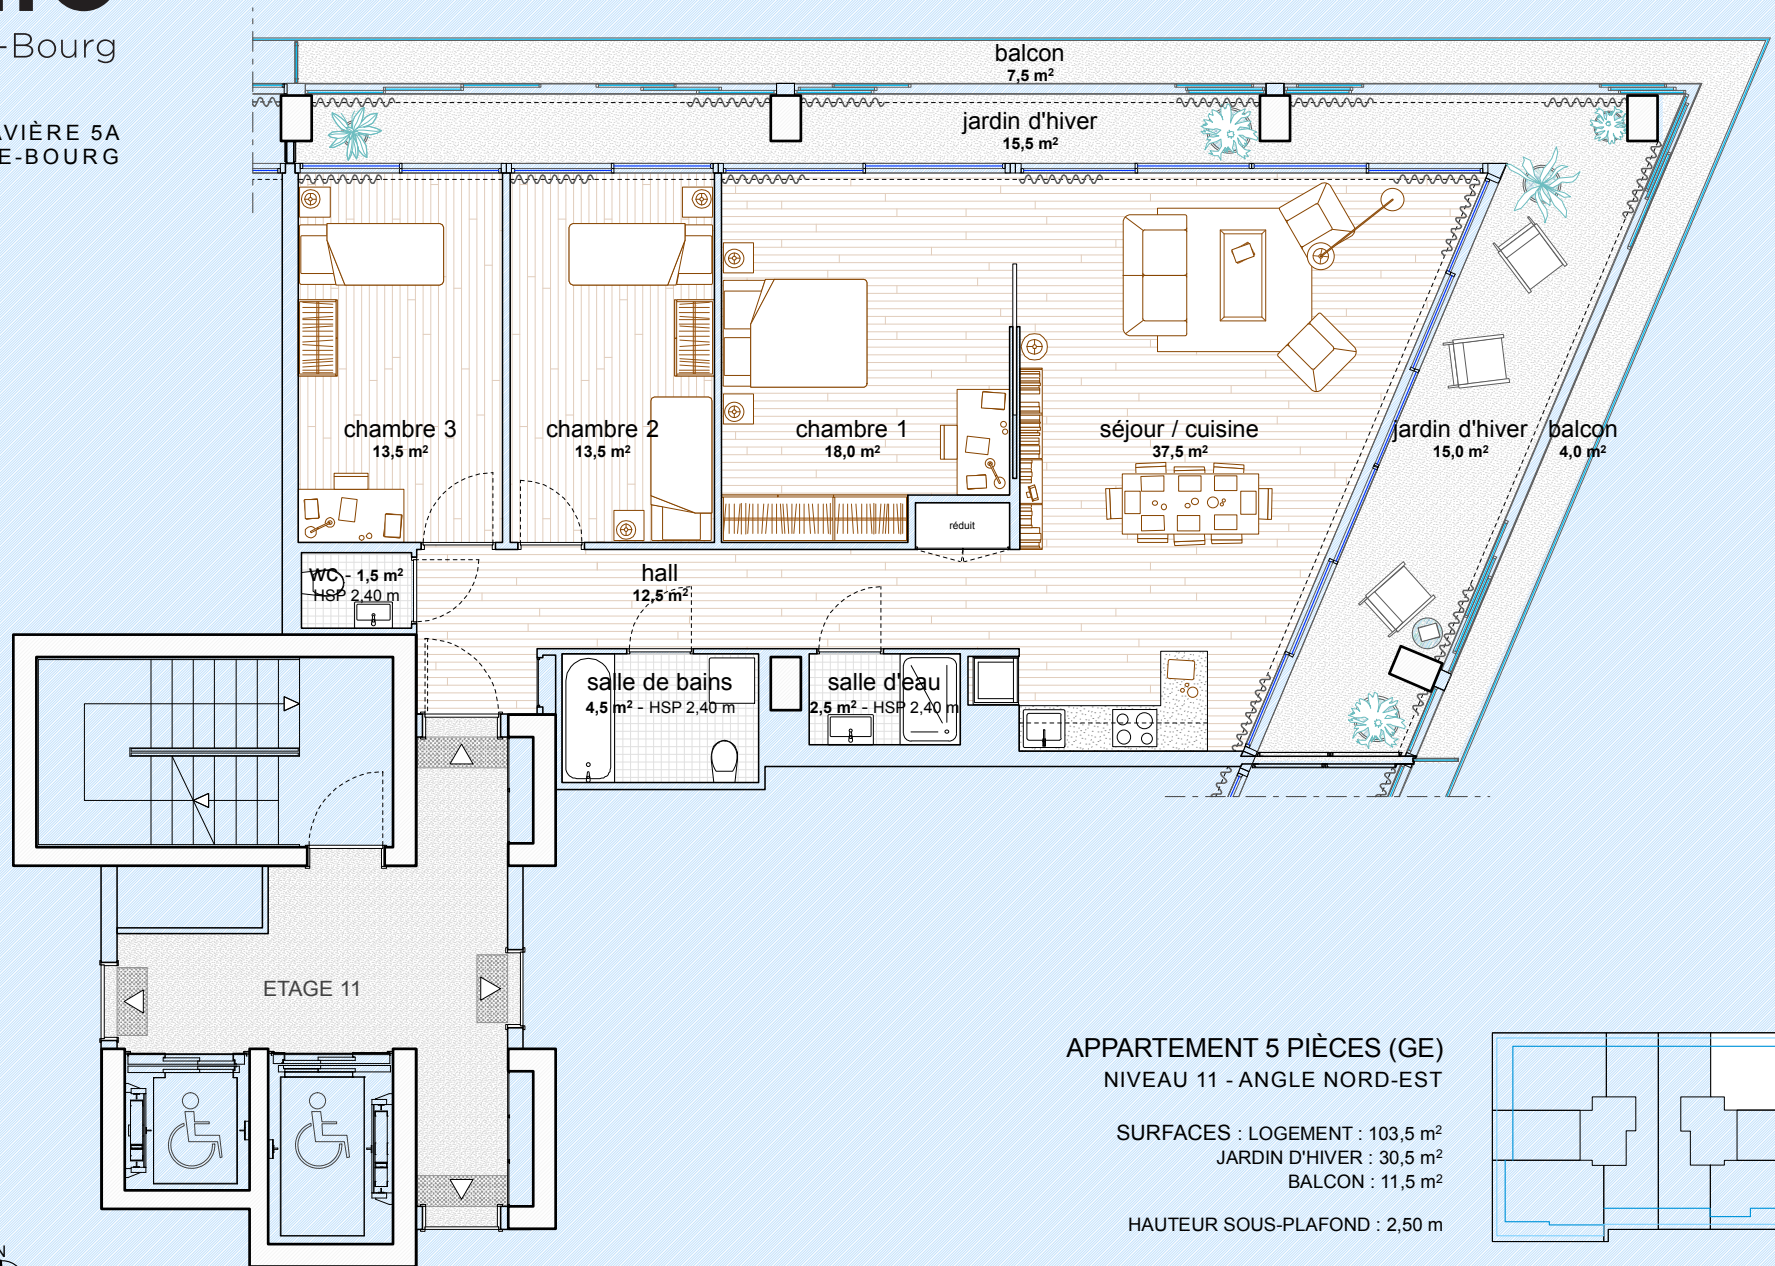 -Bourg
5A
E-BOURG
balcon
7,5 m²
jardin d'hiver
15,5 m²
chambre 3
13,5 m²
chambre 2
13,5 m²
chambre 1
18,0 m²
séjour / cuisine
37,5 m²
jardin d'hiver
15,0 m²
balcon
4,0 m²
réduit
WC - 1,5 m²
HSP 2,40 m
hall
12,5 m²
salle de bains
4,5 m² - HSP 2,40 m
salle d'eau
2,5 m² - HSP 2,40 m
ETAGE 11
APPARTEMENT 5 PIÈCES (GE)
NIVEAU 11 - ANGLE NORD-EST
SURFACES : LOGEMENT : 103,5 m²
JARDIN D'HIVER : 30,5 m²
BALCON : 11,5 m²
HAUTEUR SOUS-PLAFOND : 2,50 m
N